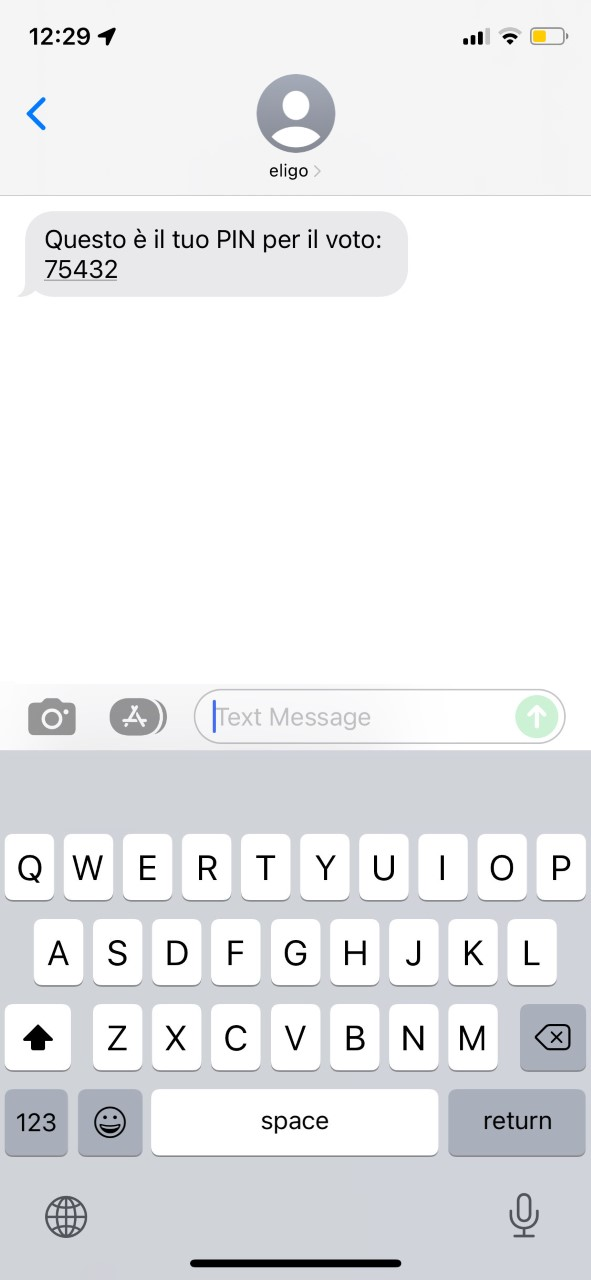 12:29
eligo
Questo è il tuo PIN per il voto:
75432
Text Message
Q W E R T Y U I O P
A S D F G H J K L
Z X C V B N M
123 space return